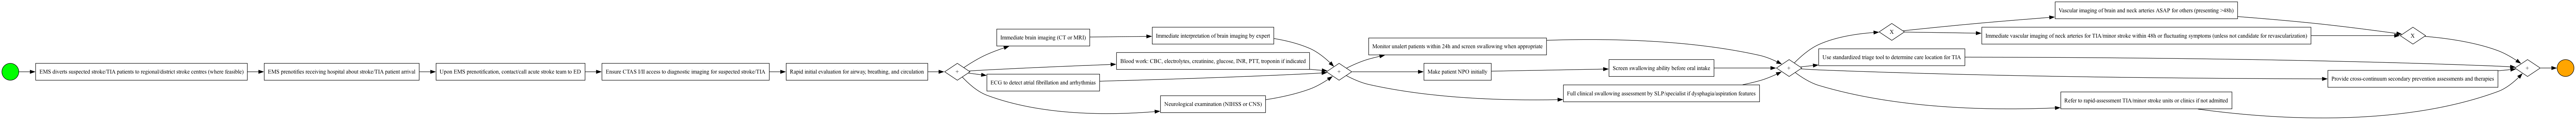 EMS diverts suspected stroke/TIA patients to regional/district stroke centres (where feasible)
EMS prenotifies receiving hospital about stroke/TIA patient arrival
Upon EMS prenotification, contact/call acute stroke team to ED
Ensure CTAS I/II access to diagnostic imaging for suspected stroke/TIA
Rapid initial evaluation for airway, breathing, and circulation
+
Immediate brain imaging (CT or MRI)
Immediate interpretation of brain imaging by expert
Blood work: CBC, electrolytes, creatinine, glucose, INR, PTT, troponin if indicated
ECG to detect atrial fibrillation and arrhythmias
Neurological examination (NIHSS or CNS)
+
Monitor unalert patients within 24h and screen swallowing when appropriate
Make patient NPO initially
Screen swallowing ability before oral intake
Full clinical swallowing assessment by SLP/specialist if dysphagia/aspiration features
+
X
Vascular imaging of brain and neck arteries ASAP for others (presenting >48h)
Immediate vascular imaging of neck arteries for TIA/minor stroke within 48h or fluctuating symptoms (unless not candidate for revascularization)
X
Use standardized triage tool to determine care location for TIA
Provide cross-continuum secondary prevention assessments and therapies
Refer to rapid-assessment TIA/minor stroke units or clinics if not admitted
+